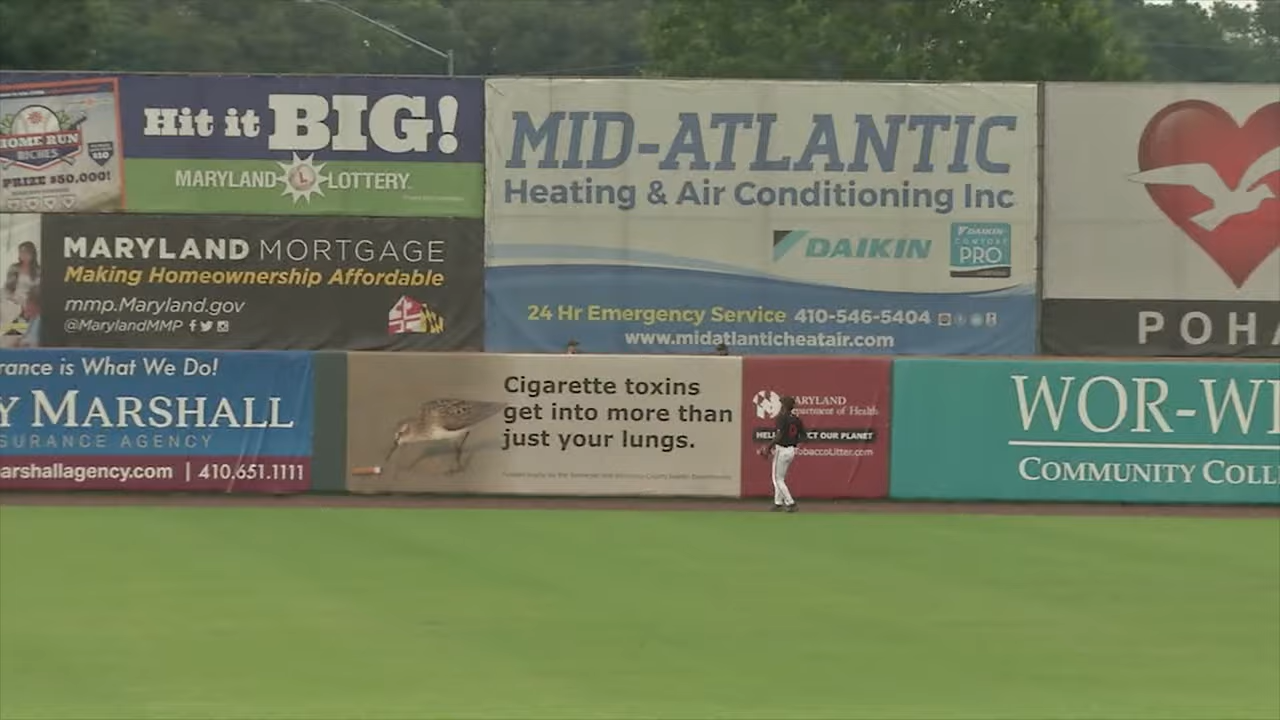 HOME RUN
RICHES
PRIZE $50,000!
Hit it BIG!
MARYLAND LOTTERY
MARYLAND MORTGAGE
Making Homeownership Affordable
mmp.Maryland.gov
@MarylandMMP
MID-ATLANTIC
Heating & Air Conditioning Inc
DAIKIN
DAIKIN
COMFORT
PRO
24 Hr Emergency Service 410-546-5404
www.midatlanticheatair.com
POHA
rance is What We Do!
Y MARSHALL
SURANCE AGENCY
arshallagency.com | 410.651.1111
Cigarette toxins
get into more than
just your lungs.
ARYLAND
Department of Health
CT OUR PLANET
obaccoLitter.com
WOR-WI
COMMUNITY COLL